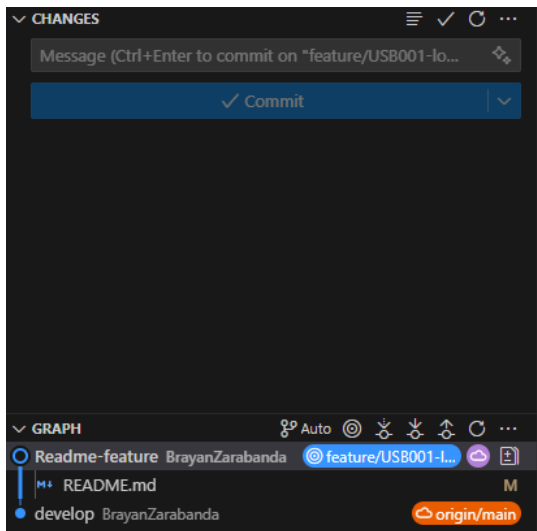 CHANGES
Message (Ctrl+Enter to commit on "feature/USB001-lo...
Commit
GRAPH
Auto
Readme-feature BrayanZarabanda feature/USB001-l...
M↓ README.md M
develop BrayanZarabanda origin/main